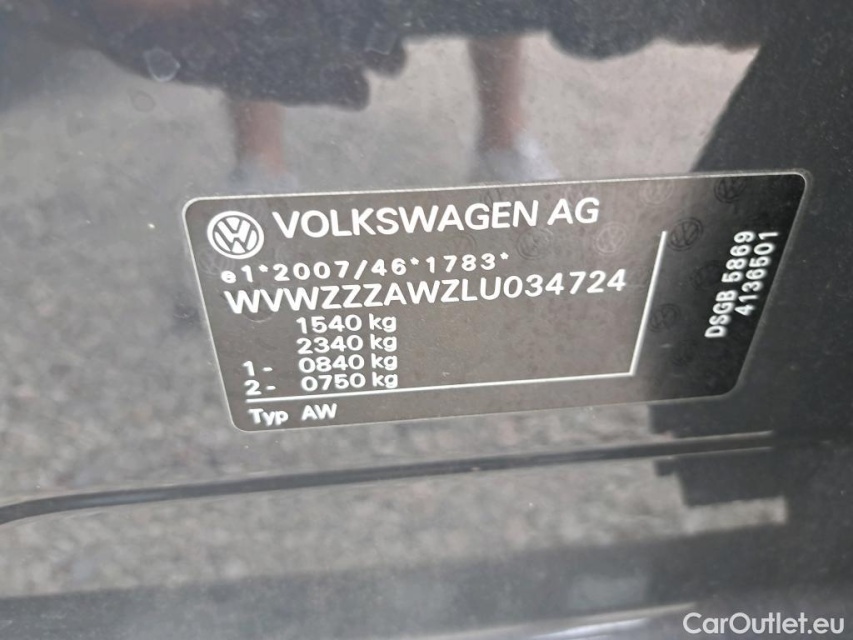 VOLKSWAGEN AG
e1*2007/46*1783*
WVWZZZAWZLU034724
1540 kg
2340 kg
1- 0840 kg
2- 0750 kg
Typ AW
DSGB 5869
4136501
CarOutlet.eu